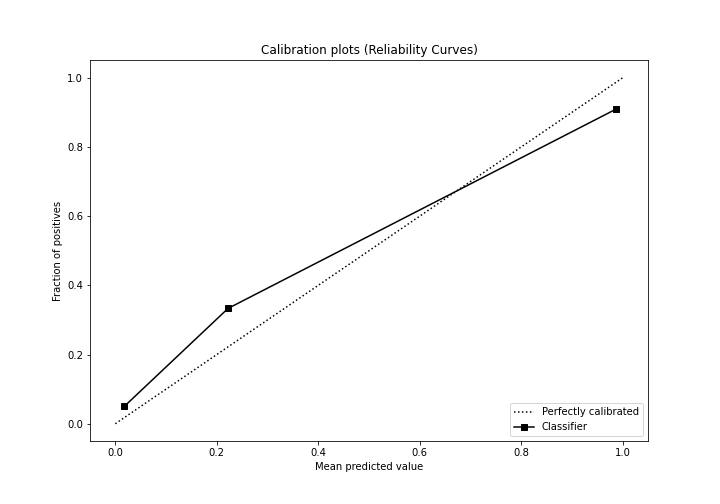 Calibration plots (Reliability Curves)
1.0
0.8
0.6
0.4
0.2
0.0
Fraction of positives
0.0 0.2 0.4 0.6 0.8 1.0
Mean predicted value
Perfectly calibrated
Classifier